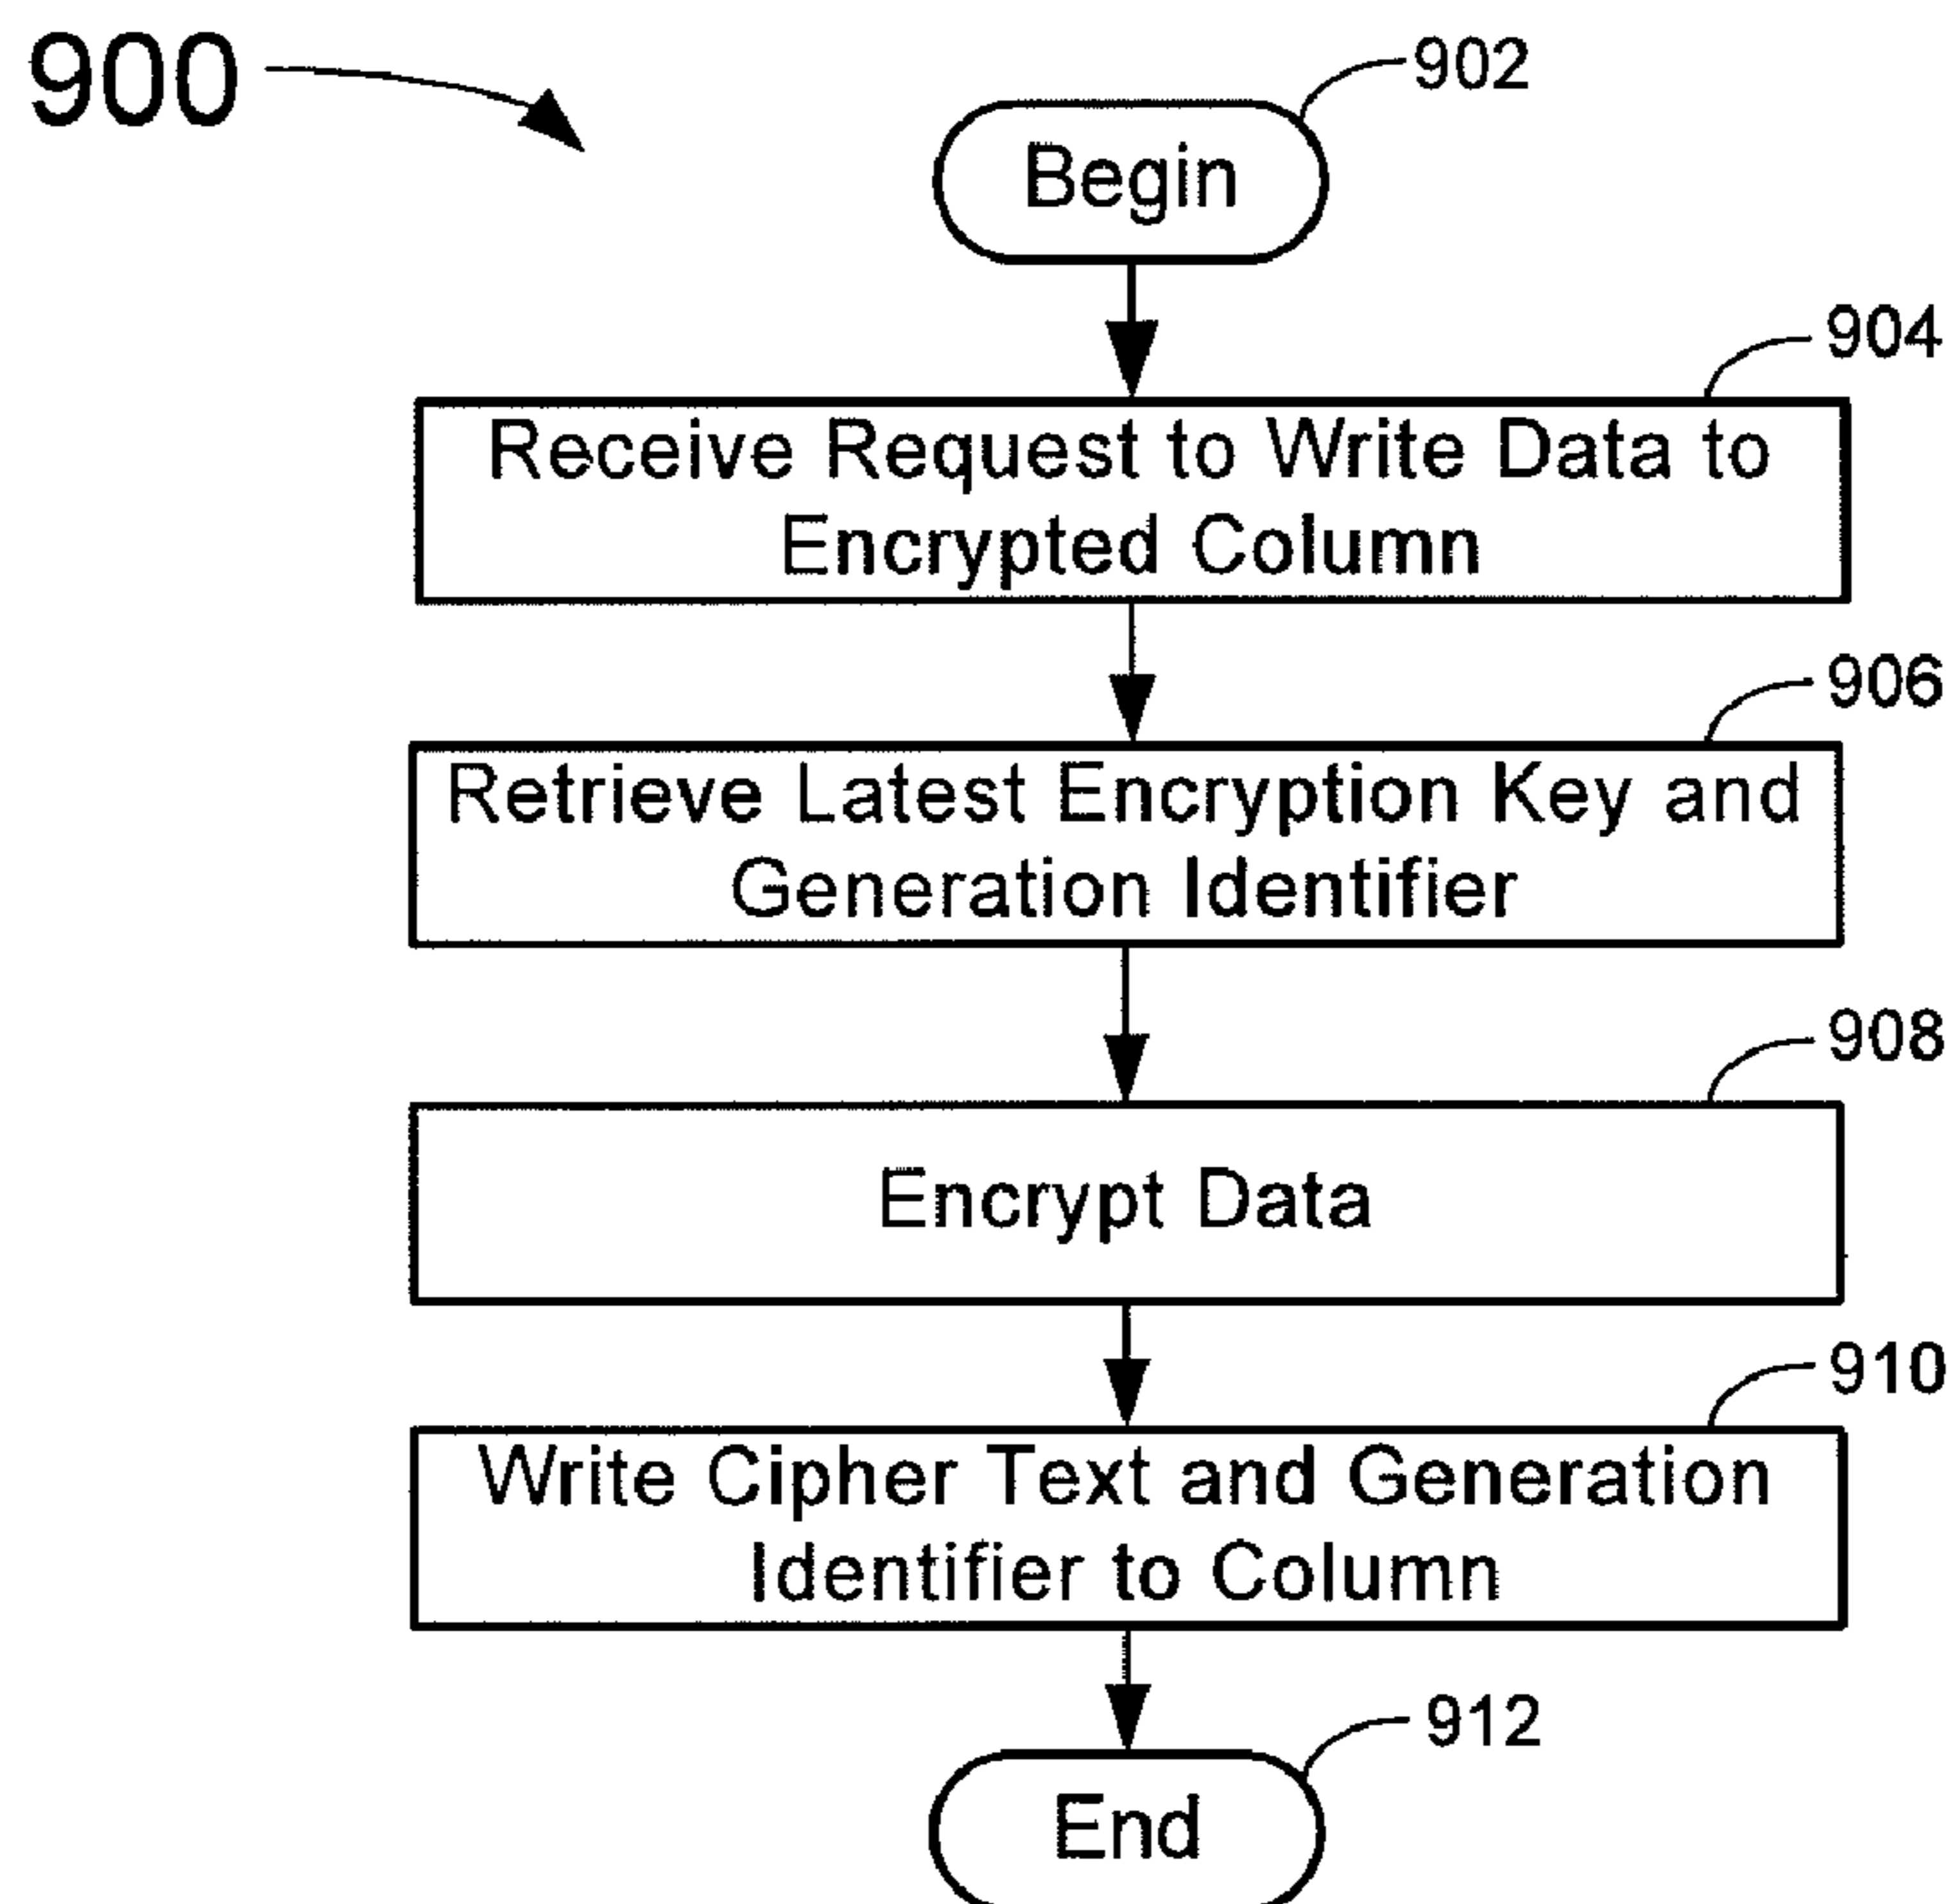 900
902
Begin
904
Receive Request to Write Data to
Encrypted Column
906
Retrieve Latest Encryption Key and
Generation Identifier
908
Encrypt Data
910
Write Cipher Text and Generation
Identifier to Column
912
End